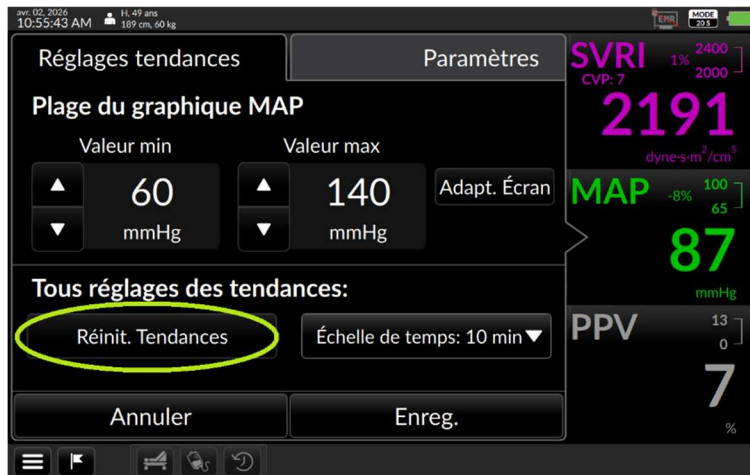 avr. 02, 2026
10:55:43 AM
H, 49 ans
189 cm, 60 kg
EMR
MODE
20 S
Réglages tendances
Paramètres
Plage du graphique MAP
Valeur min
Valeur max
60
mmHg
140
mmHg
Adapt. Écran
Tous réglages des tendances:
Réinit. Tendances
Échelle de temps: 10 min
Annuler
Enreg.
SVRI
CVP: 7
1%
2400
2000
2191
dyne-s-m²/cm⁵
MAP
-8%
100
65
87
mmHg
PPV
13
0
7
%